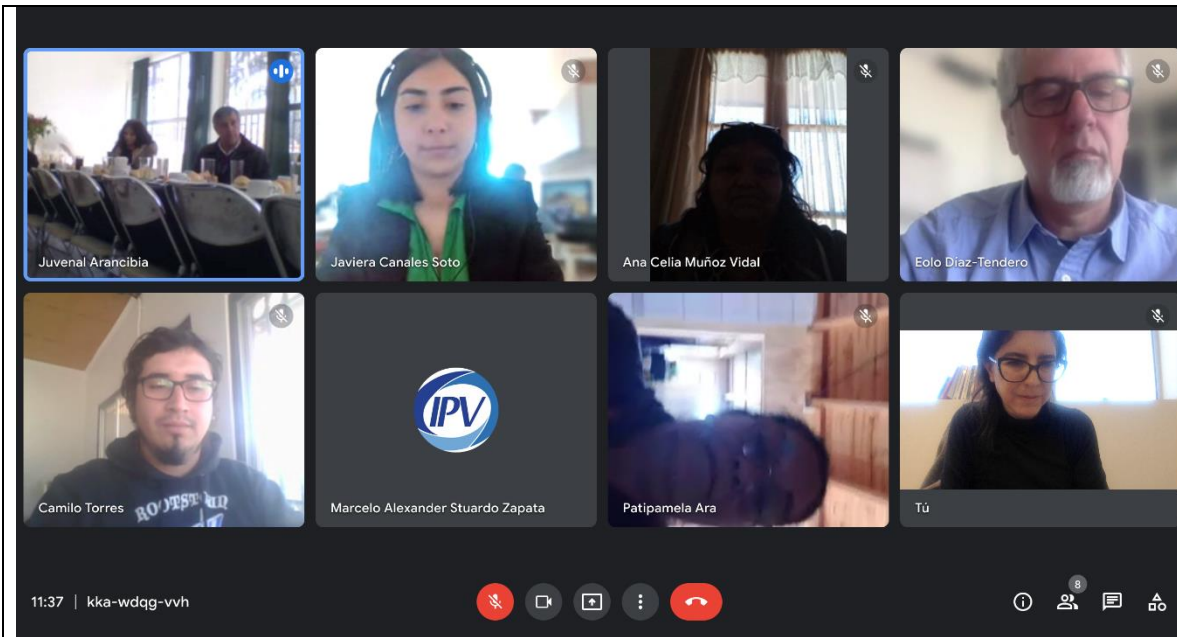 Juvenal Arancibia
Javiera Canales Soto
Ana Celia Muñoz Vidal
Eolo Díaz-Tendero
Camilo Torres
IPV
Marcelo Alexander Stuardo Zapata
Patipamela Ara
Tú
11:37 | kka-wdqg-vvh
8